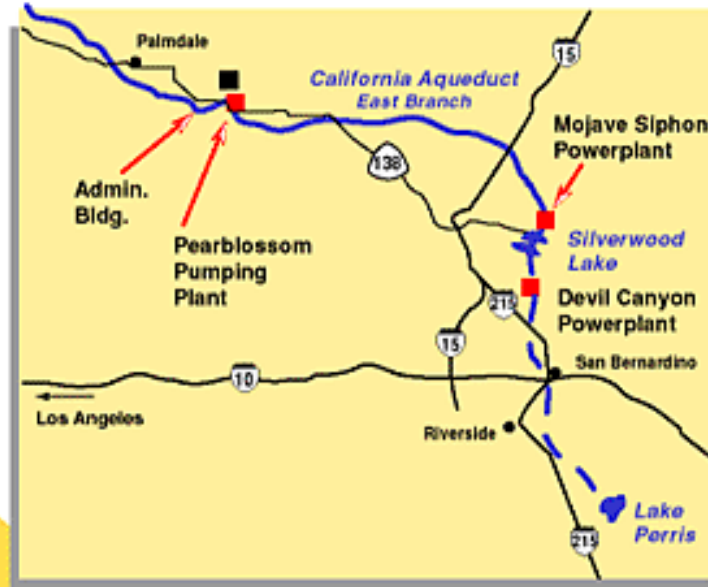 Palmdale
15
California Aqueduct
East Branch
Mojave Siphon
Powerplant
138
Admin.
Bldg.
Pearblossom
Pumping
Plant
Silverwood
Lake
215
Devil Canyon
Powerplant
15
San Bernardino
10
Los Angeles
Riverside
Lake
Perris
215